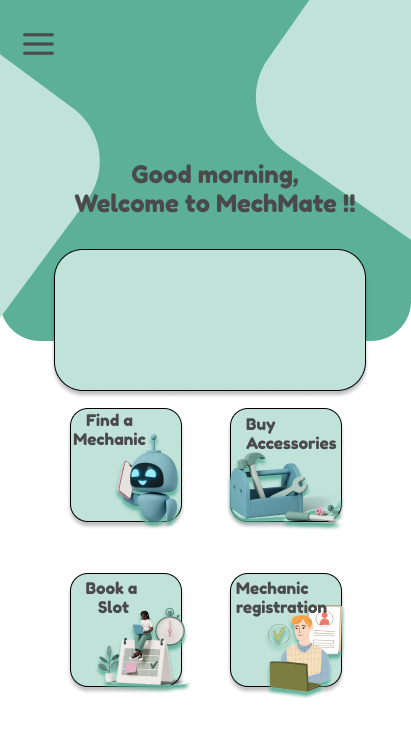 Good morning,
Welcome to MechMate !!
Find a
Mechanic
Buy
Accessories
Book a
Slot
Mechanic
registration